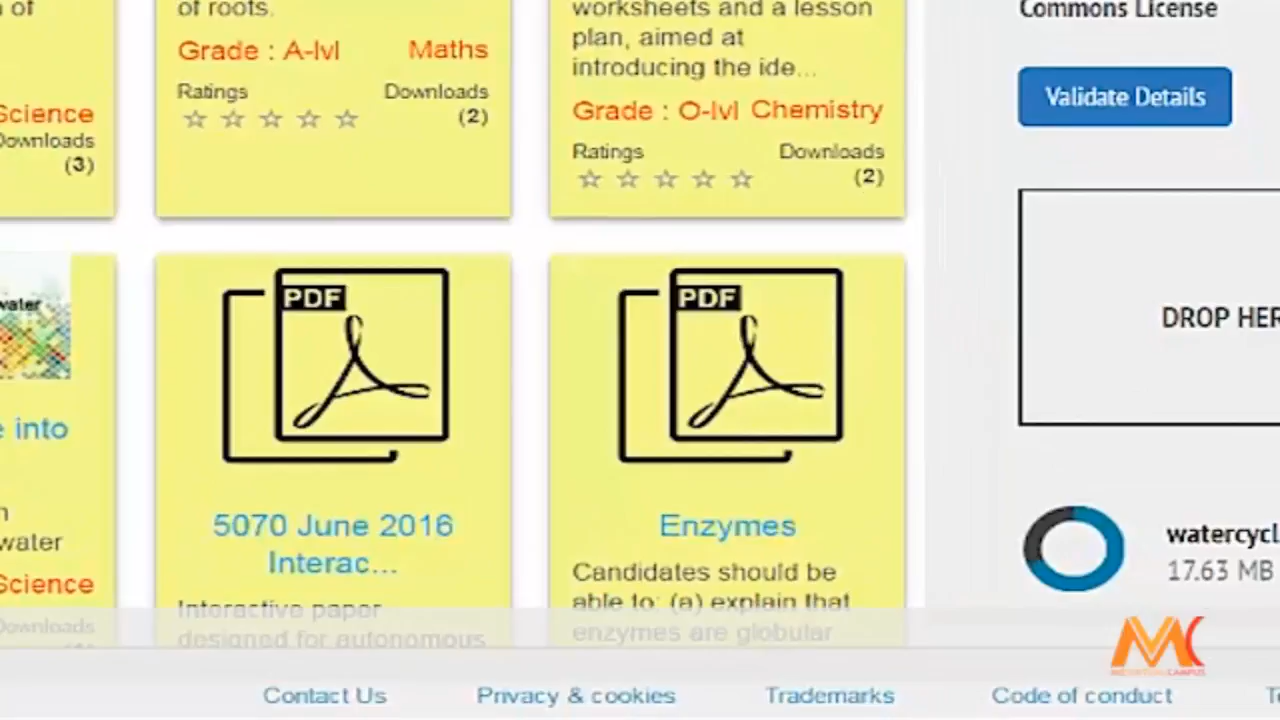 of
Science
Downloads
(3)
of roots.
Grade : A-lvl Maths
Ratings Downloads
☆ ☆ ☆ ☆ ☆ (2)
worksheets and a lesson
plan, aimed at
introducing the ide...
Grade : O-lvl Chemistry
Ratings Downloads
☆ ☆ ☆ ☆ ☆ (2)
water
into
water
Science
Downloads
PDF
5070 June 2016
Interac...
Interactive paper
designed for autonomous
PDF
Enzymes
Candidates should be
able to: (a) explain that
enzymes are globular
Commons License
Validate Details
DROP HER
watercycl
17.63 MB
MC
Contact Us Privacy & cookies Trademarks Code of conduct